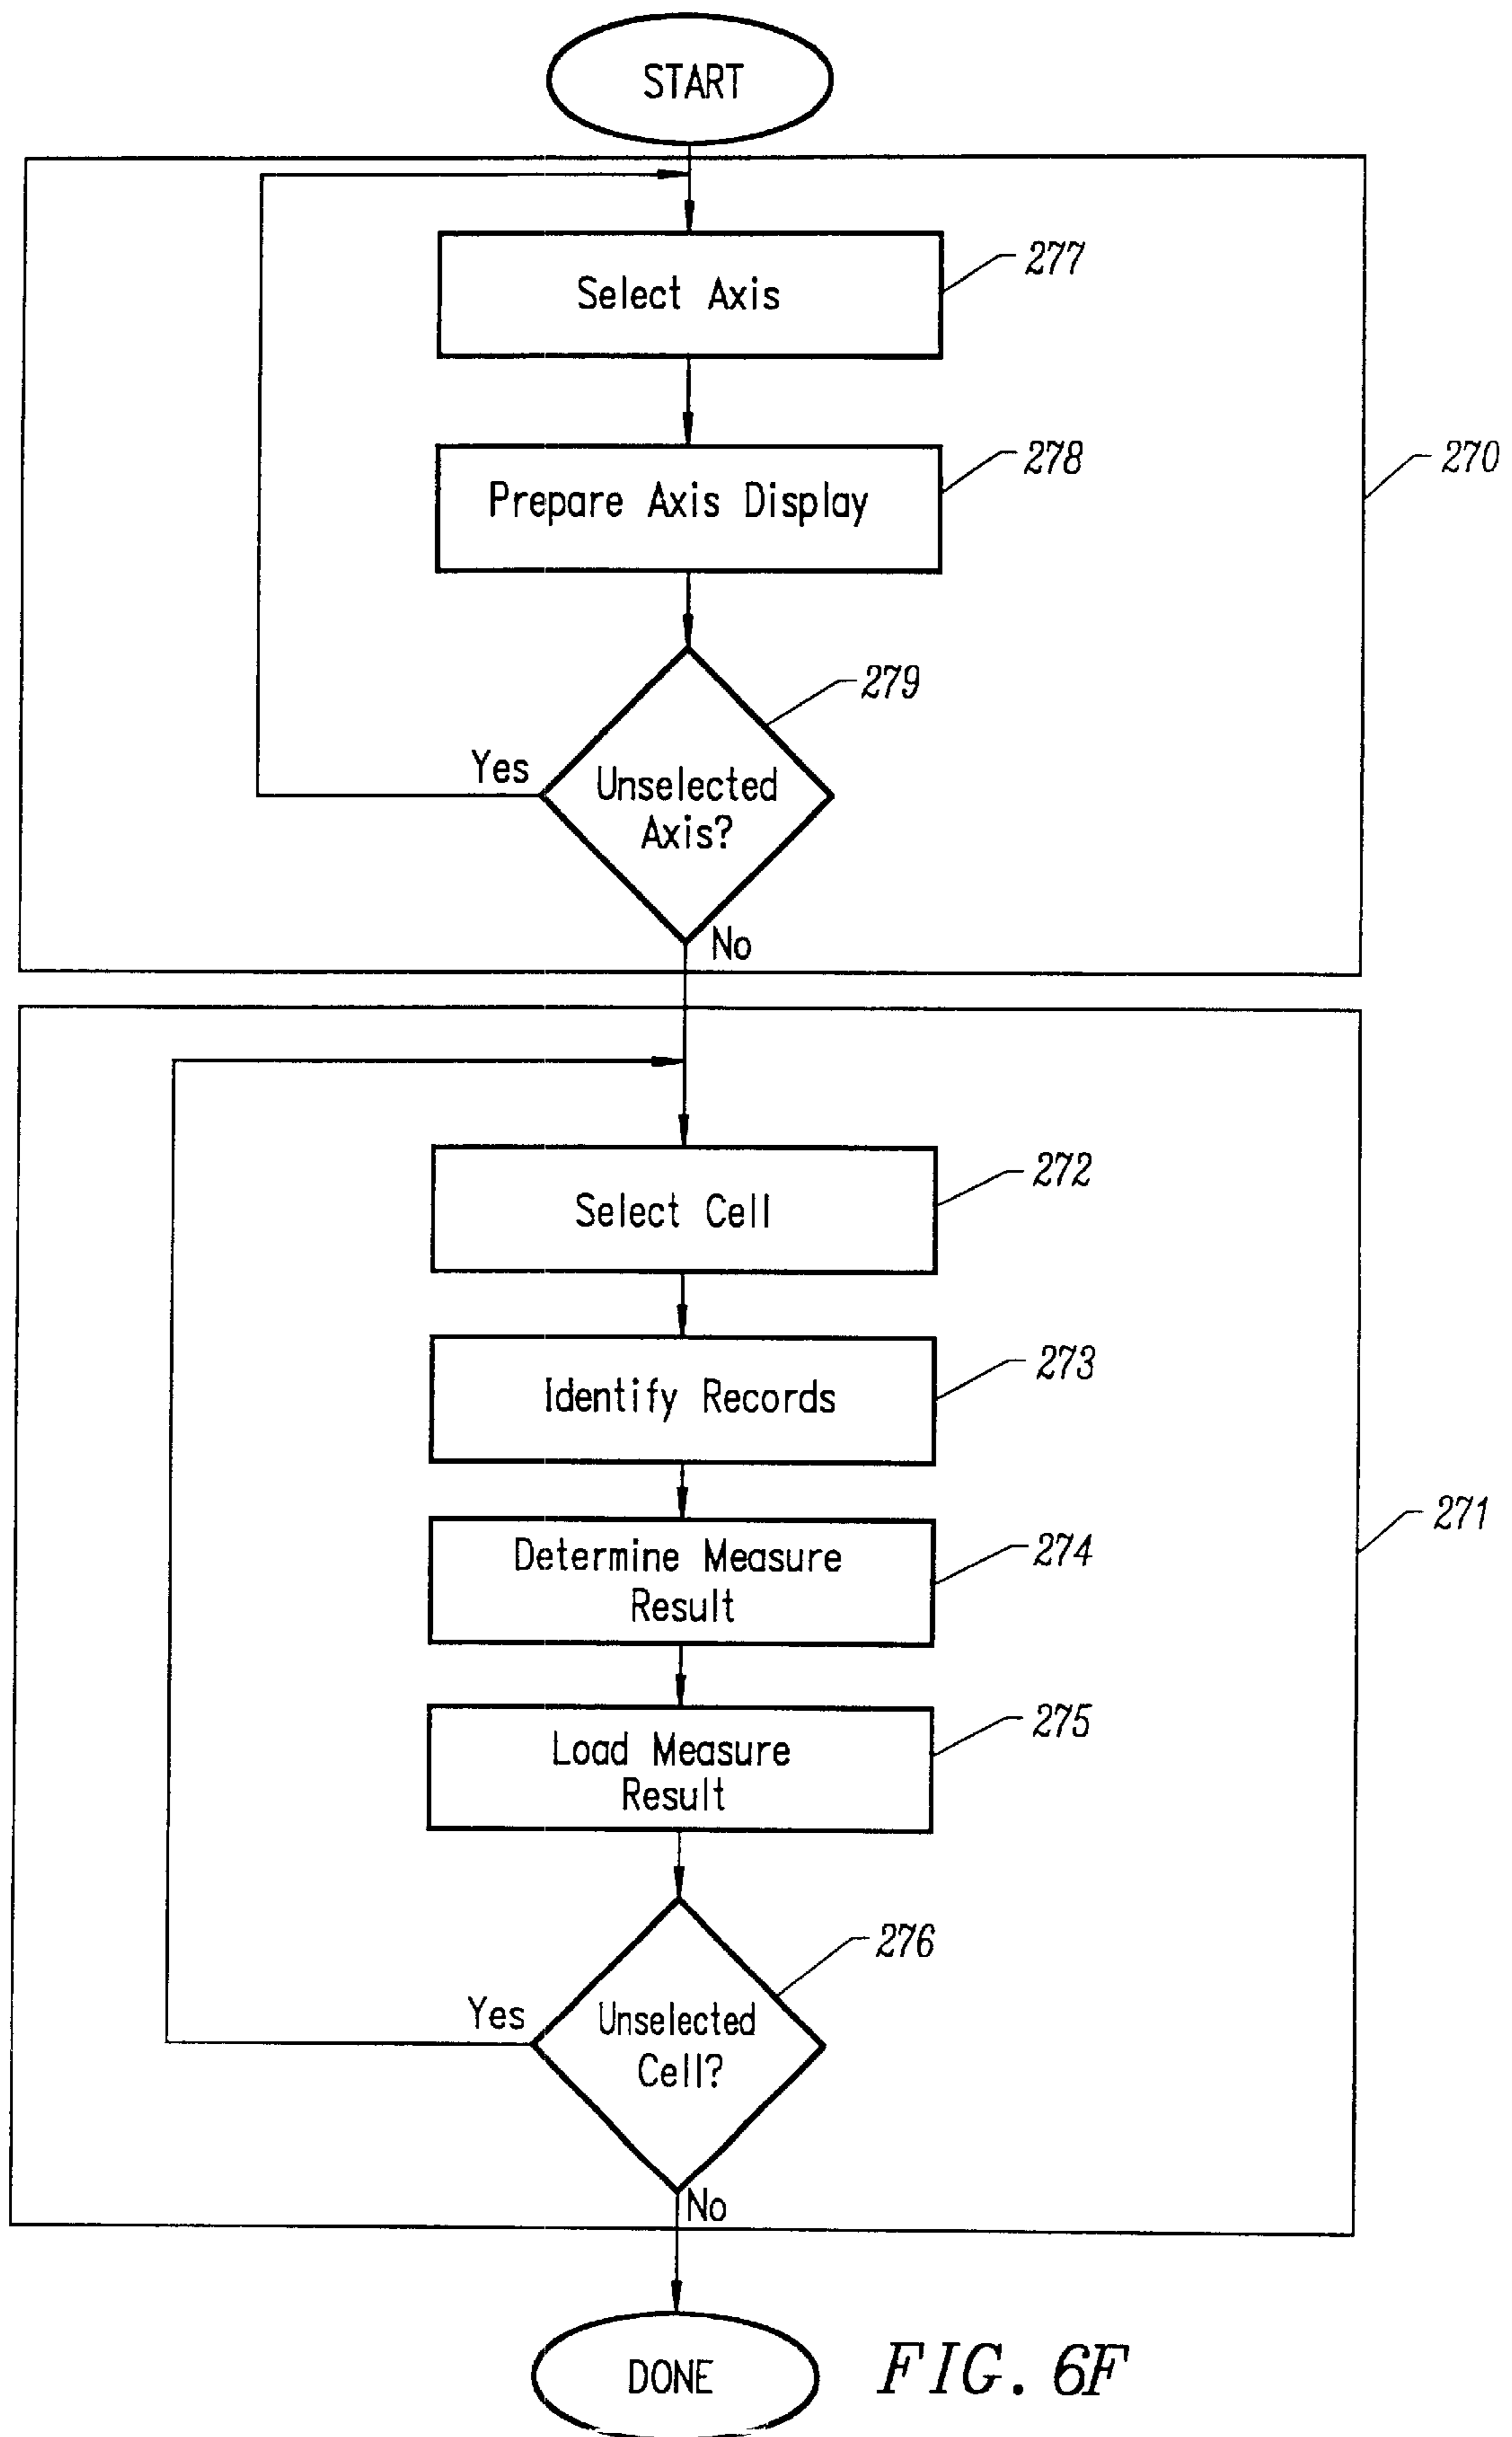 START
Select Axis
277
Prepare Axis Display
278
270
279
Yes
Unselected
Axis?
No
Select Cell
272
Identify Records
273
Determine Measure
Result
274
271
Load Measure
Result
275
276
Yes
Unselected
Cell?
No
DONE
FIG. 6F